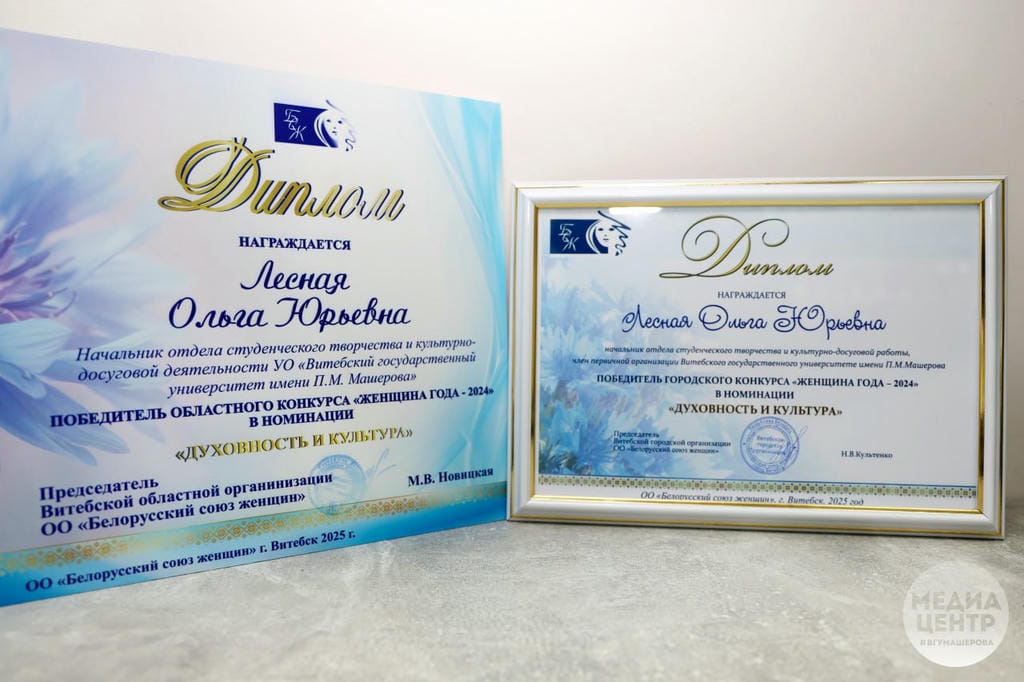 БСЖ
Диплом
НАГРАЖДАЕТСЯ
Лесная
Ольга Юрьевна
Начальник отдела студенческого творчества и культурно-
досуговой деятельности УО «Витебский государственный
университет имени П.М. Машерова»
ПОБЕДИТЕЛЬ ОБЛАСТНОГО КОНКУРСА «ЖЕНЩИНА ГОДА - 2024»
В НОМИНАЦИИ
«ДУХОВНОСТЬ И КУЛЬТУРА»
Председатель
Витебской областной организации
ОО «Белорусский союз женщин»
М.В. Новицкая
ОО «Белорусский союз женщин» г. Витебск 2025 г.
БСЖ
Диплом
НАГРАЖДАЕТСЯ
Лесная Ольга Юрьевна
начальник отдела студенческого творчества и культурно-досуговой работы,
член первичной организации Витебского государственного университете имени П.М.Машерова
ПОБЕДИТЕЛЬ ГОРОДСКОГО КОНКУРСА «ЖЕНЩИНА ГОДА – 2024»
В НОМИНАЦИИ
«ДУХОВНОСТЬ И КУЛЬТУРА»
Председатель
Витебской городской организации
ОО «Белорусский союз женщин»
Витебская
городская
организация
Н.В.Культенко
ОО «Белорусский союз женщин», г. Витебск, 2025 год
МЕДИА
ЦЕНТР
#ВГУМАШЕРОВА